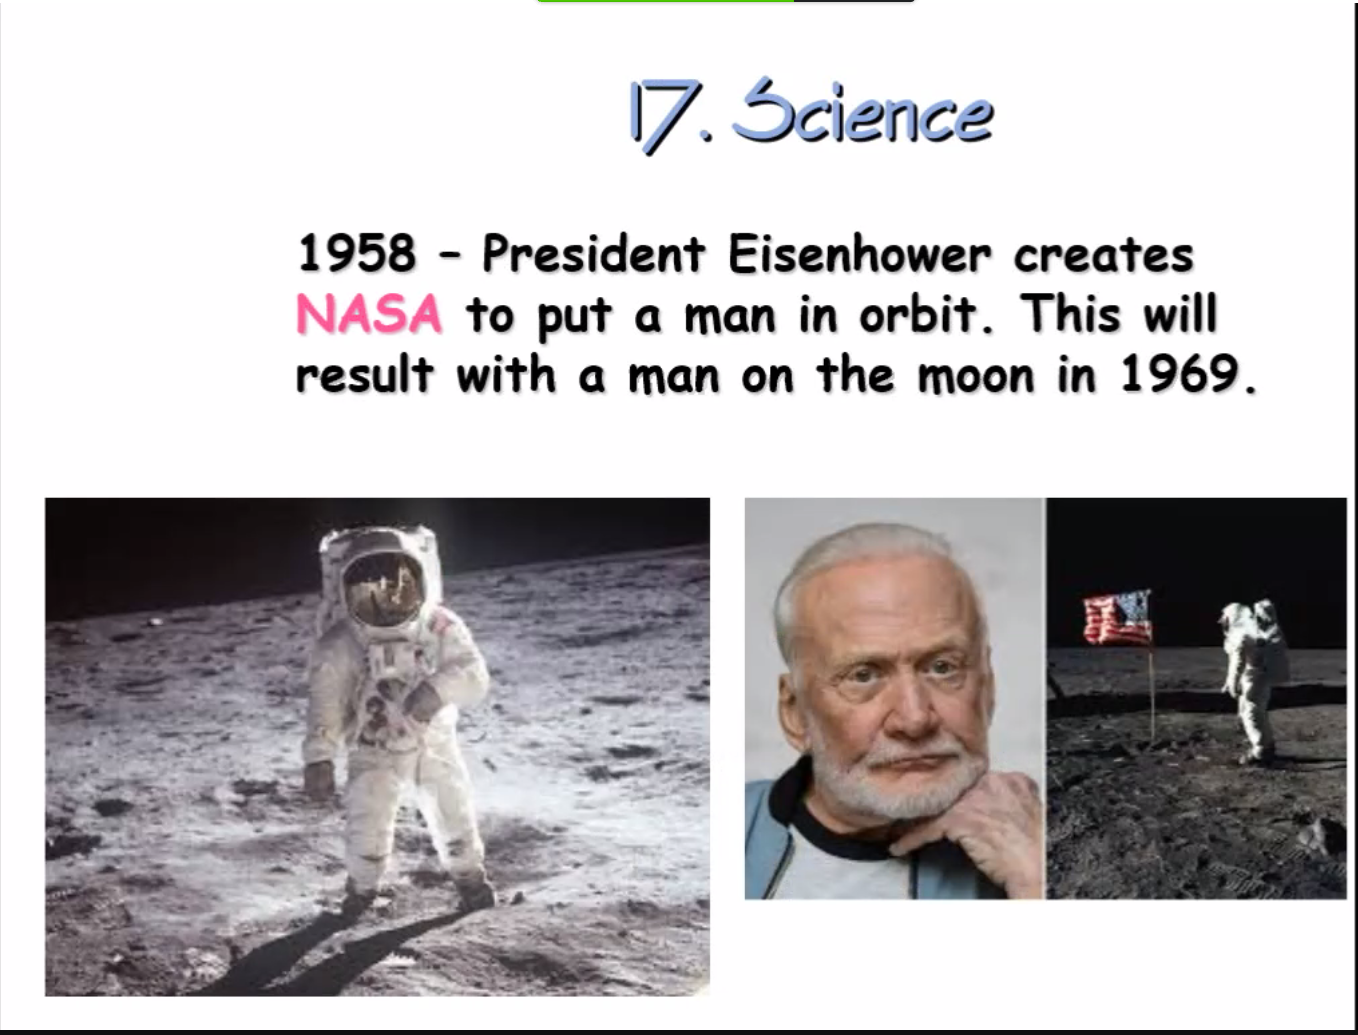 17. Science
1958 – President Eisenhower creates
NASA to put a man in orbit. This will
result with a man on the moon in 1969.